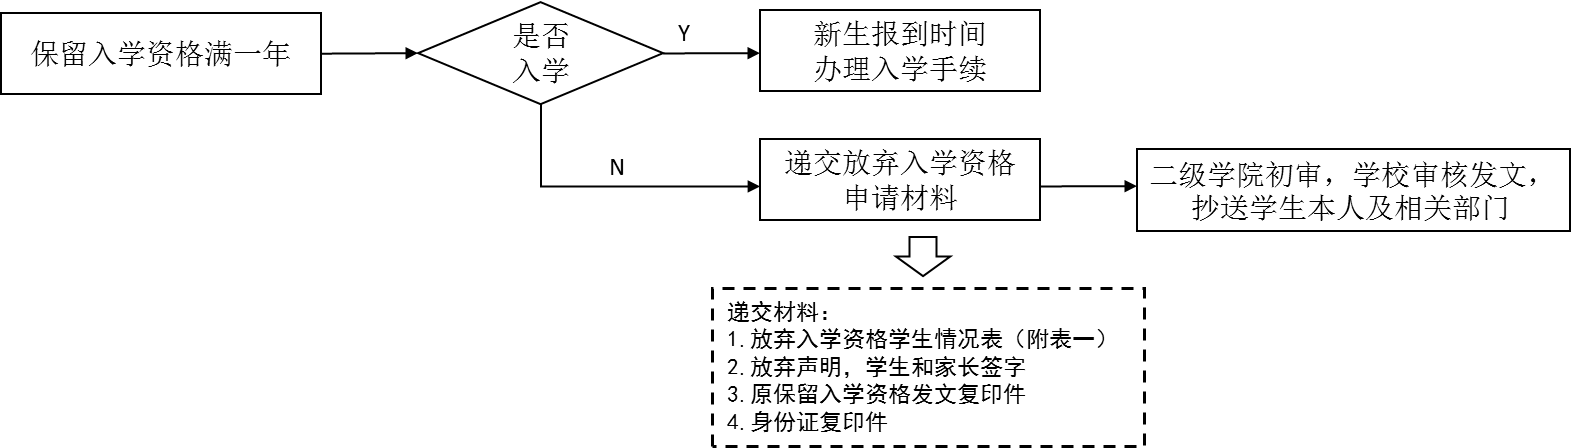 保留入学资格满一年
是否
入学
Y
新生报到时间
办理入学手续
N
递交放弃入学资格
申请材料
二级学院初审，学校审核发文，
抄送学生本人及相关部门
递交材料：
1.放弃入学资格学生情况表（附表一）
2.放弃声明，学生和家长签字
3.原保留入学资格发文复印件
4.身份证复印件